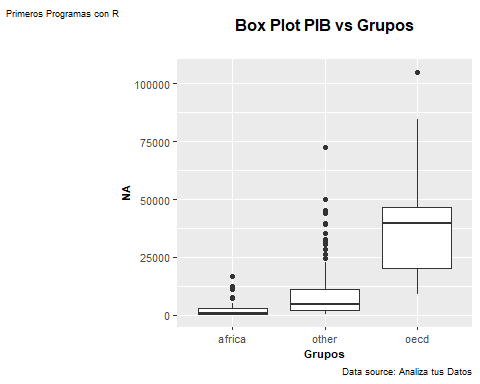 Primeros Programas con R
Box Plot PIB vs Grupos
100000
75000
50000
25000
0
NA
africa
other
oecd
Grupos
Data source: Analiza tus Datos